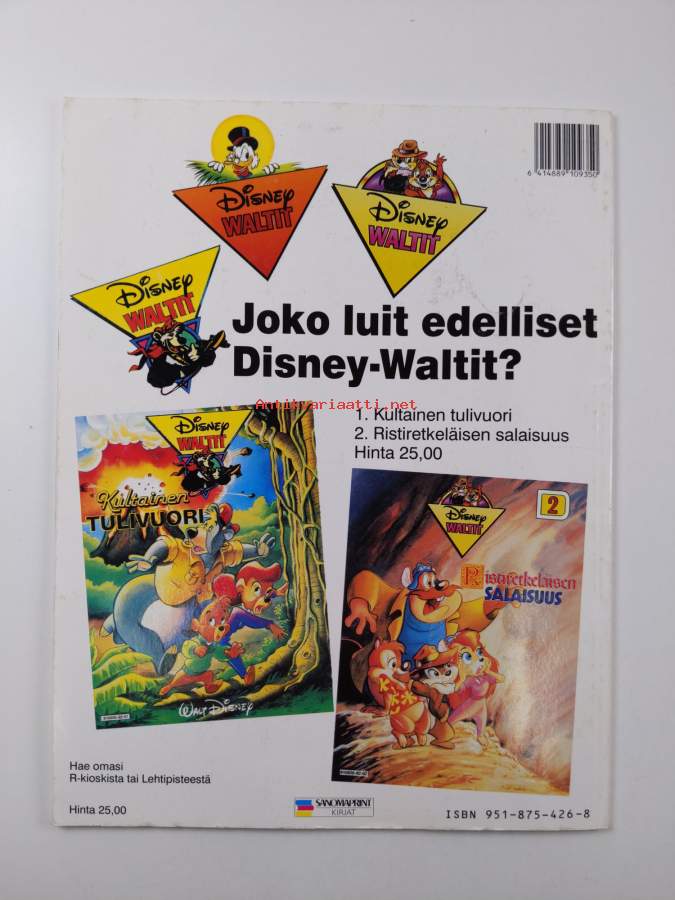 6 414889 109350
Disney
WALTIT
Disney
WALTIT
Disney
WALTIT
Joko luit edelliset
Disney-Waltit?
Antikvariaatti.net
1. Kultainen tulivuori
2. Ristiretkeläisen salaisuus
Hinta 25,00
Disney
WALTIT
Kultainen
TULIVUORI
WALT DISNEY
Disney
WALTIT
2
Ristiretkeläisen
SALAISUUS
Hae omasi
R-kioskista tai Lehtipisteestä
Hinta 25,00
SANOMAPRINT
KIRJAT
ISBN 951-875-426-8